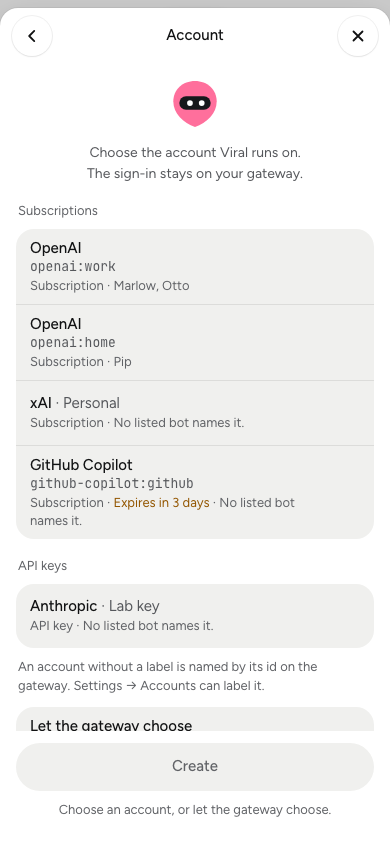 Account
Choose the account Viral runs on.
The sign-in stays on your gateway.
Subscriptions
OpenAI
openai:work
Subscription · Marlow, Otto
OpenAI
openai:home
Subscription · Pip
xAI · Personal
Subscription · No listed bot names it.
GitHub Copilot
github-copilot:github
Subscription · Expires in 3 days · No listed bot
names it.
API keys
Anthropic · Lab key
API key · No listed bot names it.
An account without a label is named by its id on the
gateway. Settings → Accounts can label it.
Let the gateway choose
Create
Choose an account, or let the gateway choose.